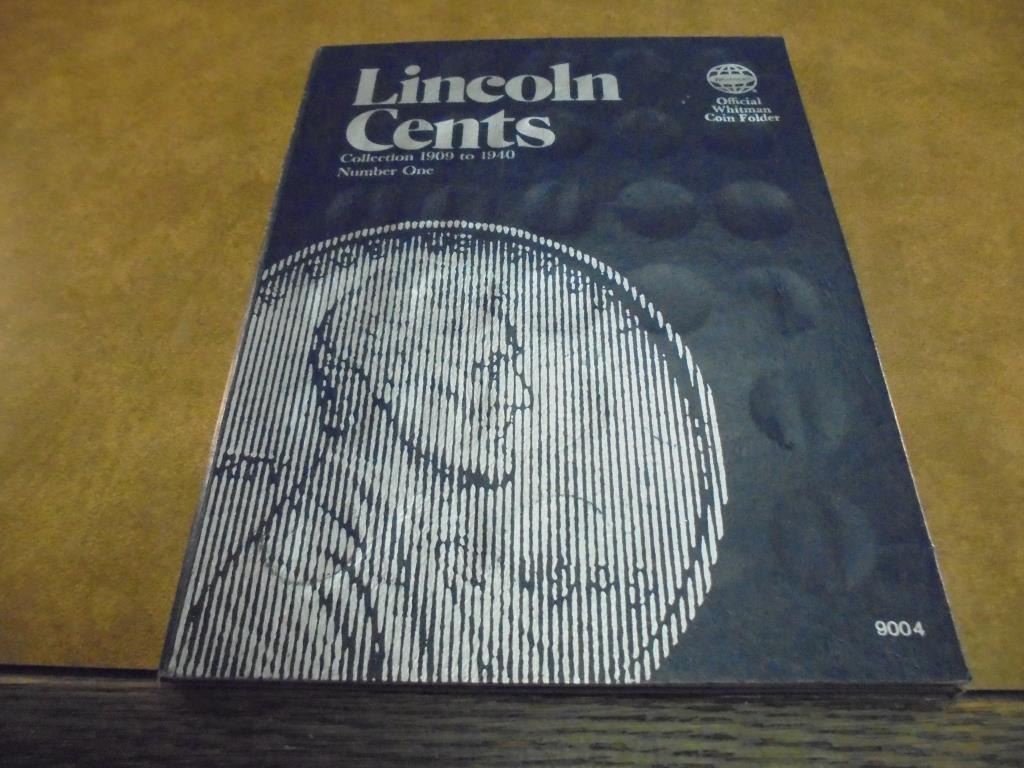 Lincoln
Cents
Collection 1909 to 1940
Number One
Official
Whitman
Coin Folder
9004